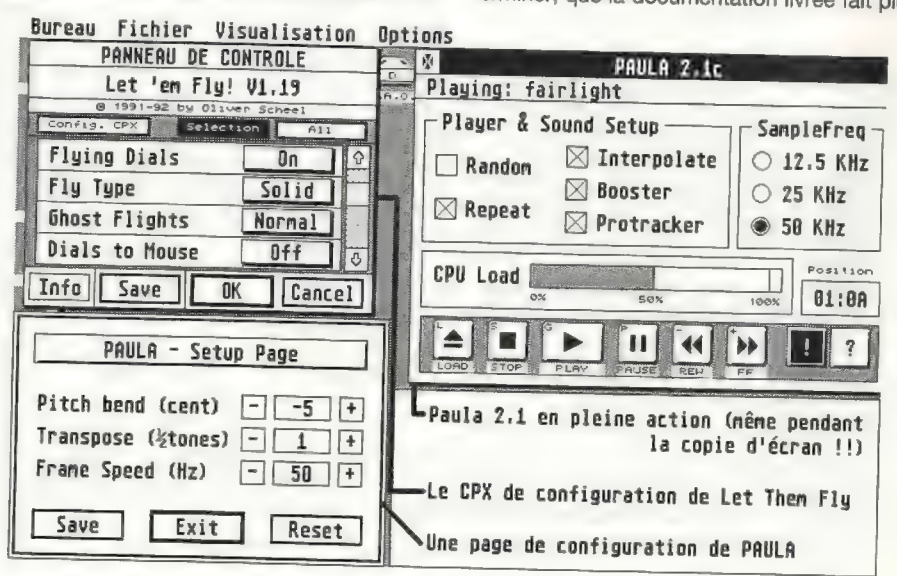 miner, que la documentation livrée fait
Bureau Fichier Visualisation Options
PANNEAU DE CONTROLE
Let 'em Fly! V1.19
© 1991-92 by Oliver Scheel
Config. CPX Selection All
Flying Dials On
Fly Type Solid
Ghost Flights Normal
Dials to Mouse Off
Info Save OK Cancel
PAULA - Setup Page
Pitch bend (cent) - -5 +
Transpose (½tones) - 1 +
Frame Speed (Hz) - 50 +
Save Exit Reset
D
A.O.
PAULA 2.1c
Playing: fairlight
Player & Sound Setup
Random
Repeat
Interpolate
Booster
Protracker
SampleFreq
12.5 KHz
25 KHz
50 KHz
CPU Load
0% 50% 100%
Position
01:0A
L S G P - +
! ?
LOAD STOP PLAY PAUSE REW FF
Paula 2.1 en pleine action (même pendant
la copie d'écran !!)
Le CPX de configuration de Let Them Fly
Une page de configuration de PAULA